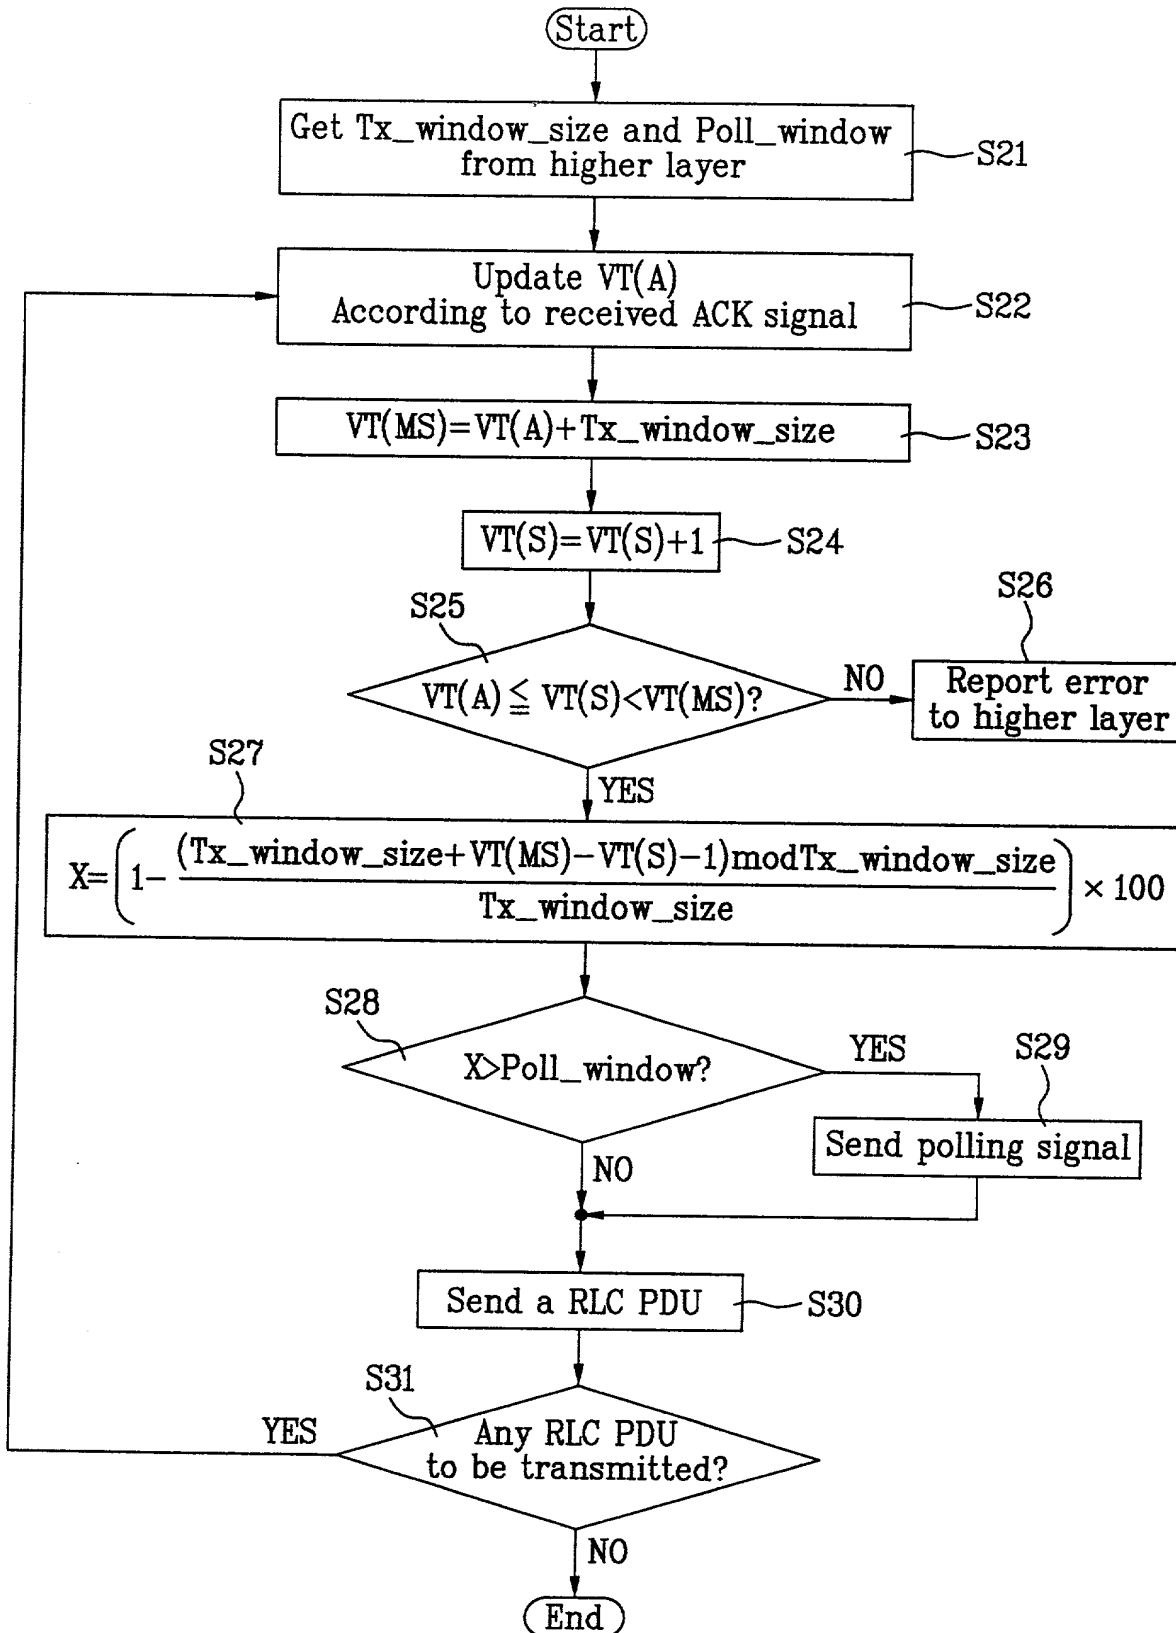 Start
Get Tx_window_size and Poll_window
from higher layer
S21
Update VT(A)
According to received ACK signal
S22
VT(MS)=VT(A)+Tx_window_size
S23
VT(S)=VT(S)+1
S24
S25
VT(A)≦VT(S)<VT(MS)?
NO
S26
Report error
to higher layer
YES
S27
X=(1-(Tx_window_size+VT(MS)-VT(S)-1)modTx_window_size/Tx_window_size)×100
S28
X>Poll_window?
YES
S29
Send polling signal
NO
Send a RLC PDU
S30
S31
Any RLC PDU
to be transmitted?
YES
NO
End